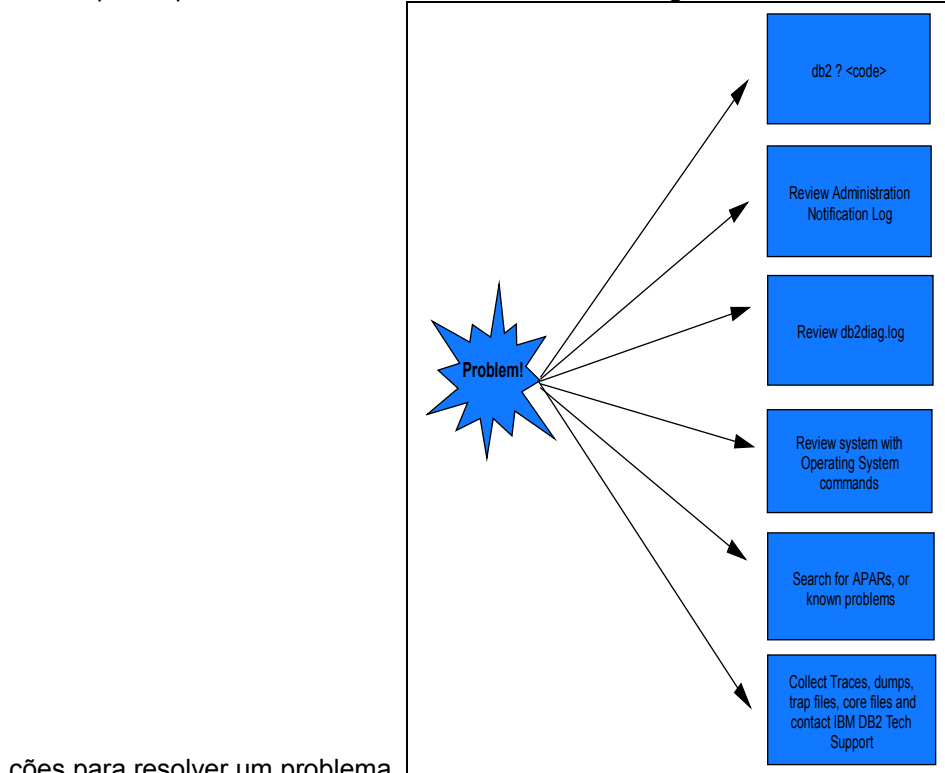 db2 ? <code>
Review Administration
Notification Log
Review db2diag.log
Problem!
Review system with
Operating System
commands
Search for APARs, or
known problems
Collect Traces, dumps,
trap files, core files and
contact IBM DB2 Tech
Support
ções para resolver um problema